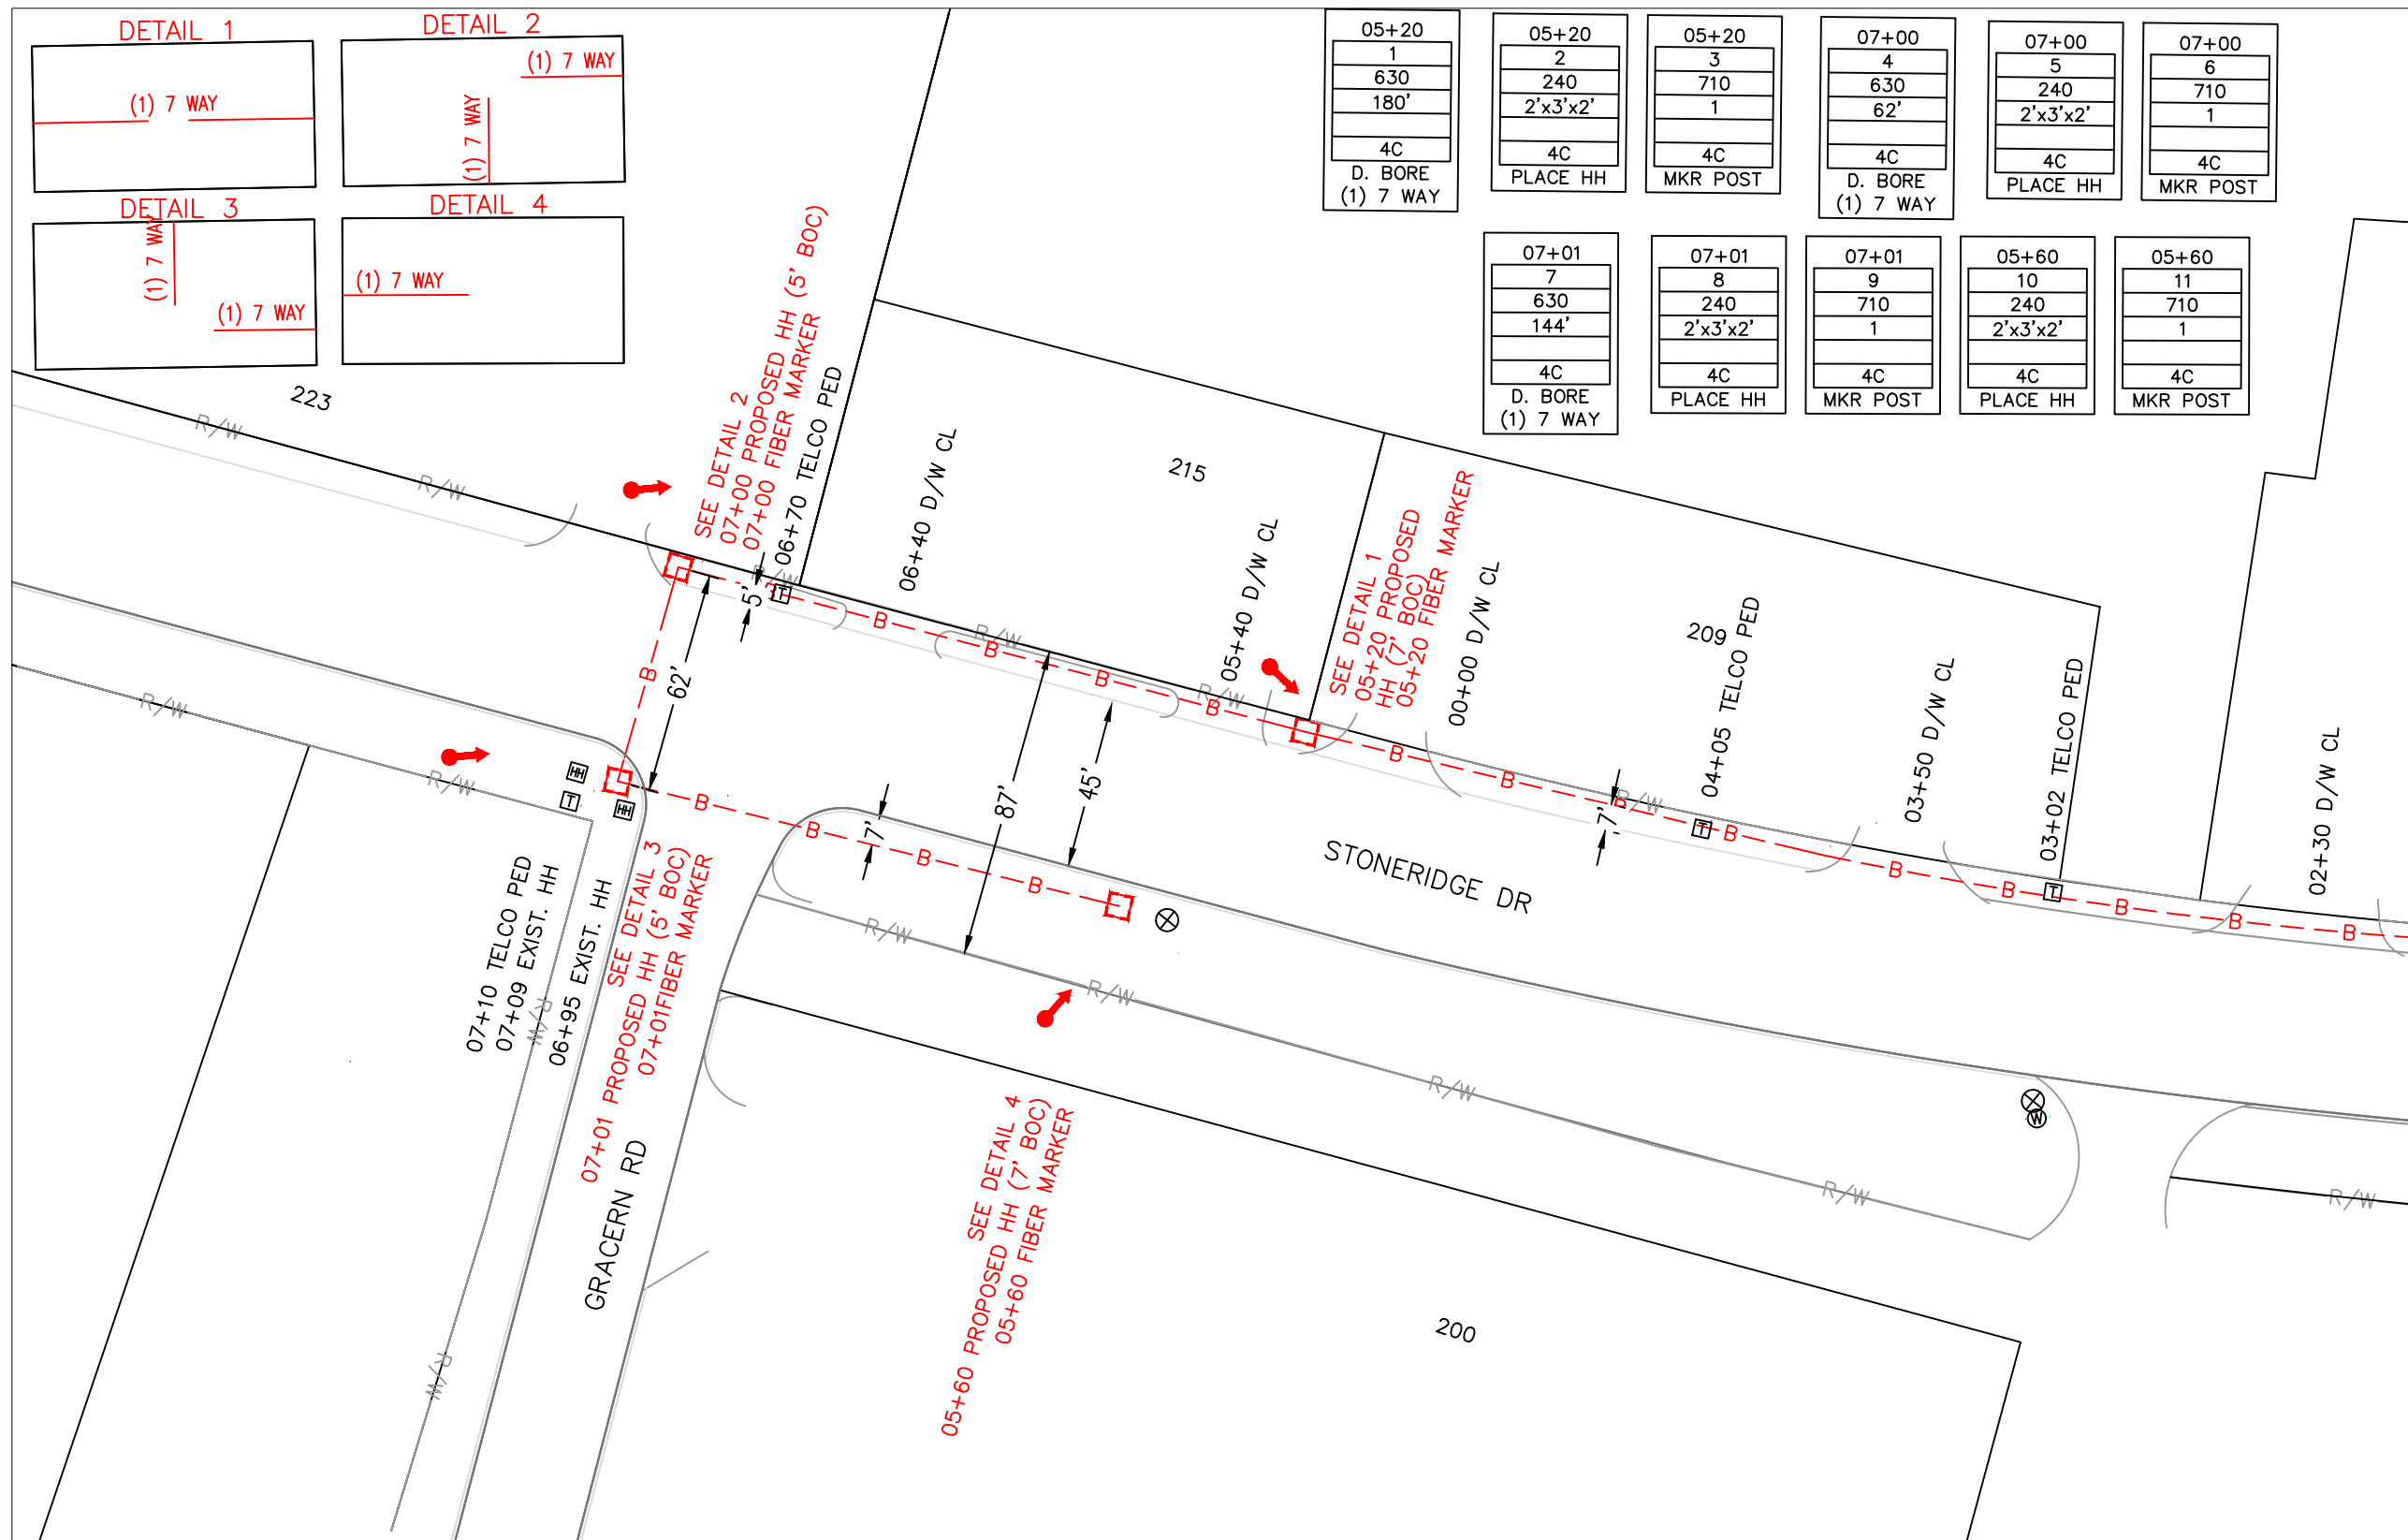 DETAIL 1
(1) 7 WAY
DETAIL 2
(1) 7 WAY
(1) 7 WAY
DETAIL 3
(1) 7 WAY
(1) 7 WAY
DETAIL 4
(1) 7 WAY
05+20
1
630
180'
4C
D. BORE
(1) 7 WAY
05+20
2
240
2'x3'x2'
4C
PLACE HH
05+20
3
710
1
4C
MKR POST
07+00
4
630
62'
4C
D. BORE
(1) 7 WAY
07+00
5
240
2'x3'x2'
4C
PLACE HH
07+00
6
710
1
4C
MKR POST
07+01
7
630
144'
4C
D. BORE
(1) 7 WAY
07+01
8
240
2'x3'x2'
4C
PLACE HH
07+01
9
710
1
4C
MKR POST
05+60
10
240
2'x3'x2'
4C
PLACE HH
05+60
11
710
1
4C
MKR POST
223
R/W
R/W
SEE DETAIL 2
07+00 PROPOSED HH (5' BOC)
07+00 FIBER MARKER
06+70 TELCO PED
06+40 D/W CL
215
05+40 D/W CL
SEE DETAIL 1
05+20 PROPOSED
HH (7' BOC)
05+20 FIBER MARKER
00+00 D/W CL
209
04+05 TELCO PED
03+50 D/W CL
03+02 TELCO PED
02+30 D/W CL
R/W
R/W
R/W
R/W
5'
T
B
B
B
B
B
B
B
B
B
B
B
B
T
T
7'
B
62'
87'
45'
7'
R/W
R/W
H
T
H
B
B
B
B
STONERIDGE DR
R/W
R/W
R/W
R/W
R/W
W
07+10 TELCO PED
07+09 EXIST. HH
06+95 EXIST. HH
R/W
R/W
SEE DETAIL 3
07+01 PROPOSED HH (5' BOC)
07+01FIBER MARKER
GRACERN RD
SEE DETAIL 4
05+60 PROPOSED HH (7' BOC)
05+60 FIBER MARKER
200